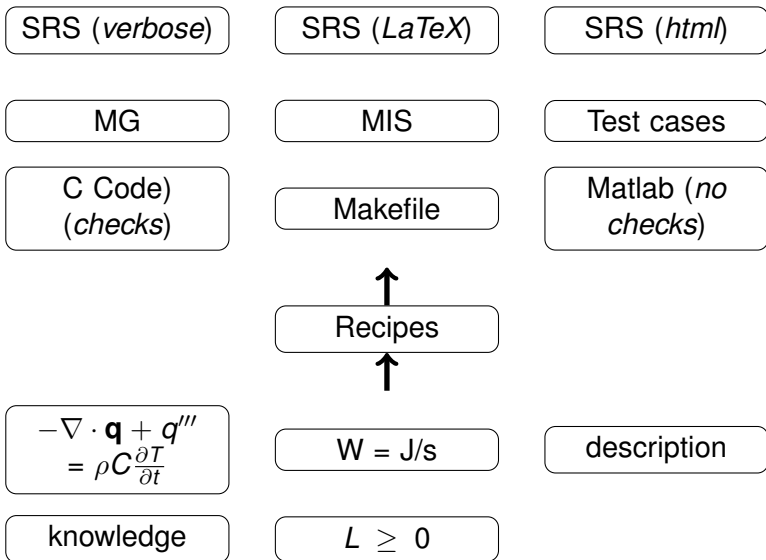 SRS (verbose) SRS (LaTeX) SRS (html)
MG MIS Test cases
C Code)
(checks)
Makefile
Matlab (no
checks)
Recipes
−∇ · q + q′′′
= ρC ∂T/∂t
W = J/s
description
knowledge L ≥ 0